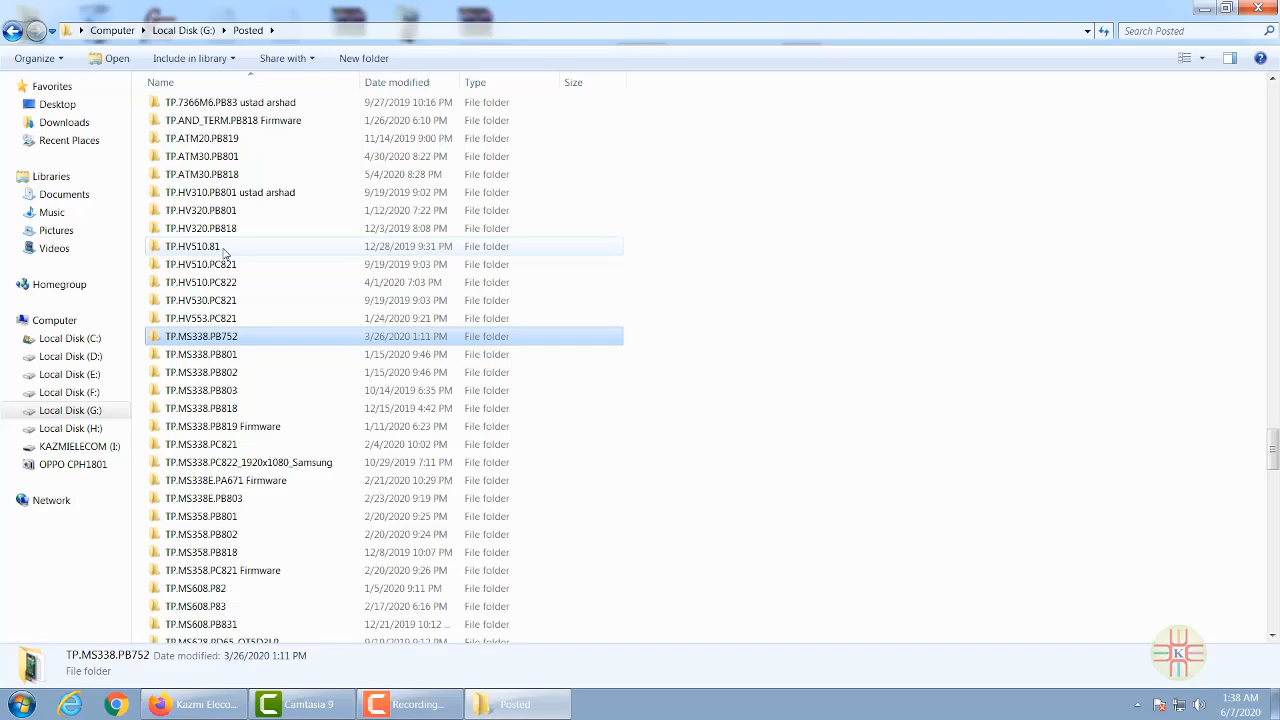 Computer Local Disk (G:) Posted
Search Posted
Organize Open Include in library Share with New folder
Name Date modified Type Size
Favorites
Desktop
Downloads
Recent Places
Libraries
Documents
Music
Pictures
Videos
Homegroup
Computer
Local Disk (C:)
Local Disk (D:)
Local Disk (E:)
Local Disk (F:)
Local Disk (G:)
Local Disk (H:)
KAZMIELECOM (I:)
OPPO CPH1801
Network
TP.7366M6.PB83 ustad arshad 9/27/2019 10:16 PM File folder
TP.AND_TERM.PB818 Firmware 1/26/2020 6:10 PM File folder
TP.ATM20.PB819 11/14/2019 9:00 PM File folder
TP.ATM30.PB801 4/30/2020 8:22 PM File folder
TP.ATM30.PB818 5/4/2020 8:28 PM File folder
TP.HV310.PB801 ustad arshad 9/19/2019 9:02 PM File folder
TP.HV320.PB801 1/12/2020 7:22 PM File folder
TP.HV320.PB818 12/3/2019 8:08 PM File folder
TP.HV510.81 12/28/2019 9:31 PM File folder
TP.HV510.PC821 9/19/2019 9:03 PM File folder
TP.HV510.PC822 4/1/2020 7:03 PM File folder
TP.HV530.PC821 9/19/2019 9:03 PM File folder
TP.HV553.PC821 1/24/2020 9:21 PM File folder
TP.MS338.PB752 3/26/2020 1:11 PM File folder
TP.MS338.PB801 1/15/2020 9:46 PM File folder
TP.MS338.PB802 1/15/2020 9:46 PM File folder
TP.MS338.PB803 10/14/2019 6:35 PM File folder
TP.MS338.PB818 12/15/2019 4:42 PM File folder
TP.MS338.PB819 Firmware 1/11/2020 6:23 PM File folder
TP.MS338.PC821 2/4/2020 10:02 PM File folder
TP.MS338.PC822_1920x1080_Samsung 10/29/2019 7:11 PM File folder
TP.MS338E.PA671 Firmware 2/21/2020 10:29 PM File folder
TP.MS338E.PB803 2/23/2020 9:19 PM File folder
TP.MS358.PB801 2/20/2020 9:25 PM File folder
TP.MS358.PB802 2/20/2020 9:24 PM File folder
TP.MS358.PB818 12/8/2019 10:07 PM File folder
TP.MS358.PC821 Firmware 2/20/2020 9:26 PM File folder
TP.MS608.P82 1/5/2020 9:11 PM File folder
TP.MS608.P83 2/17/2020 6:16 PM File folder
TP.MS608.PB831 12/21/2019 10:12 ... File folder
9/19/2019 9:12 PM File folder
TP.MS338.PB752 Date modified: 3/26/2020 1:11 PM
File folder
K
Kazmi Eleco... Camtasia 9 Recording... Posted
1:38 AM
6/7/2020